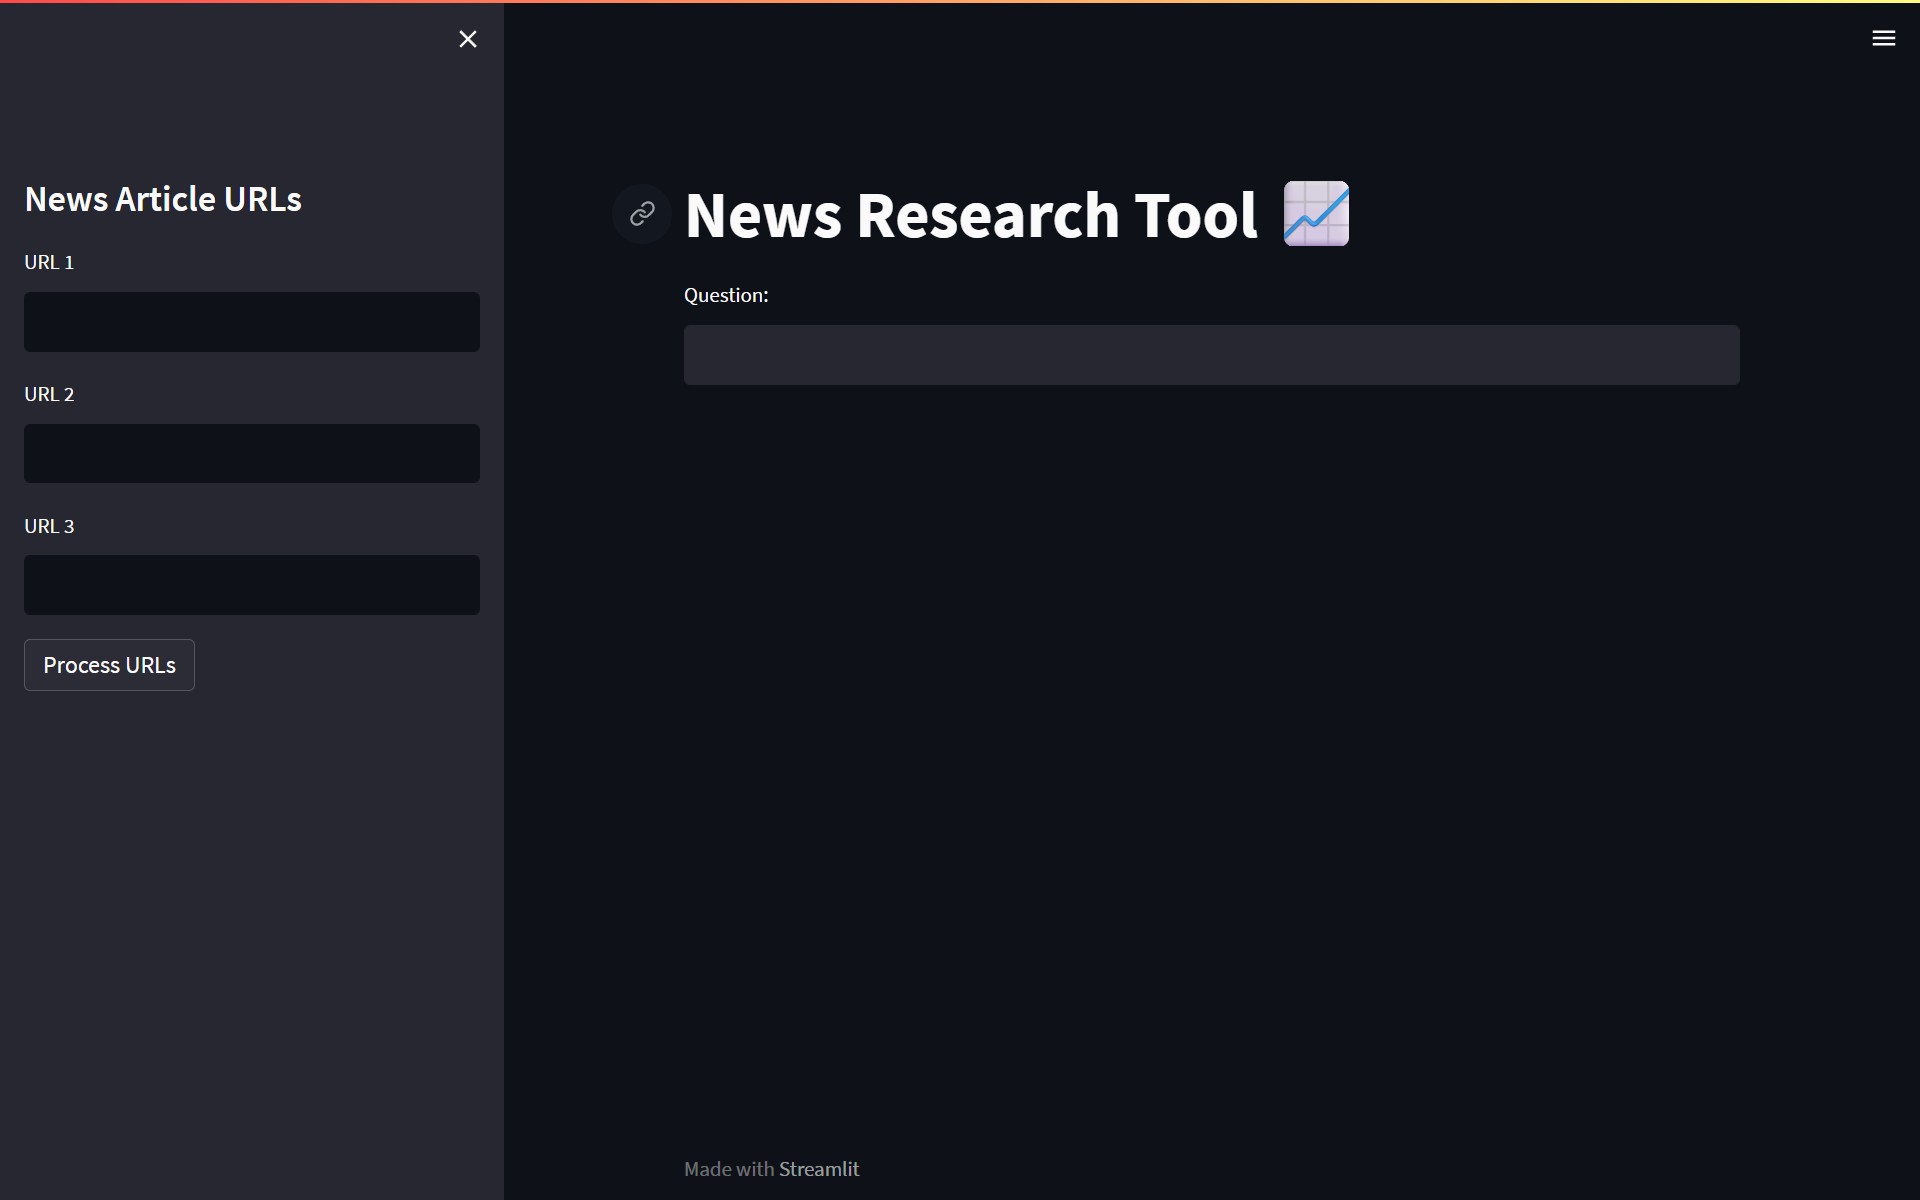 News Article URLs
URL 1
URL 2
URL 3
Process URLs
News Research Tool
Question:
Made with Streamlit